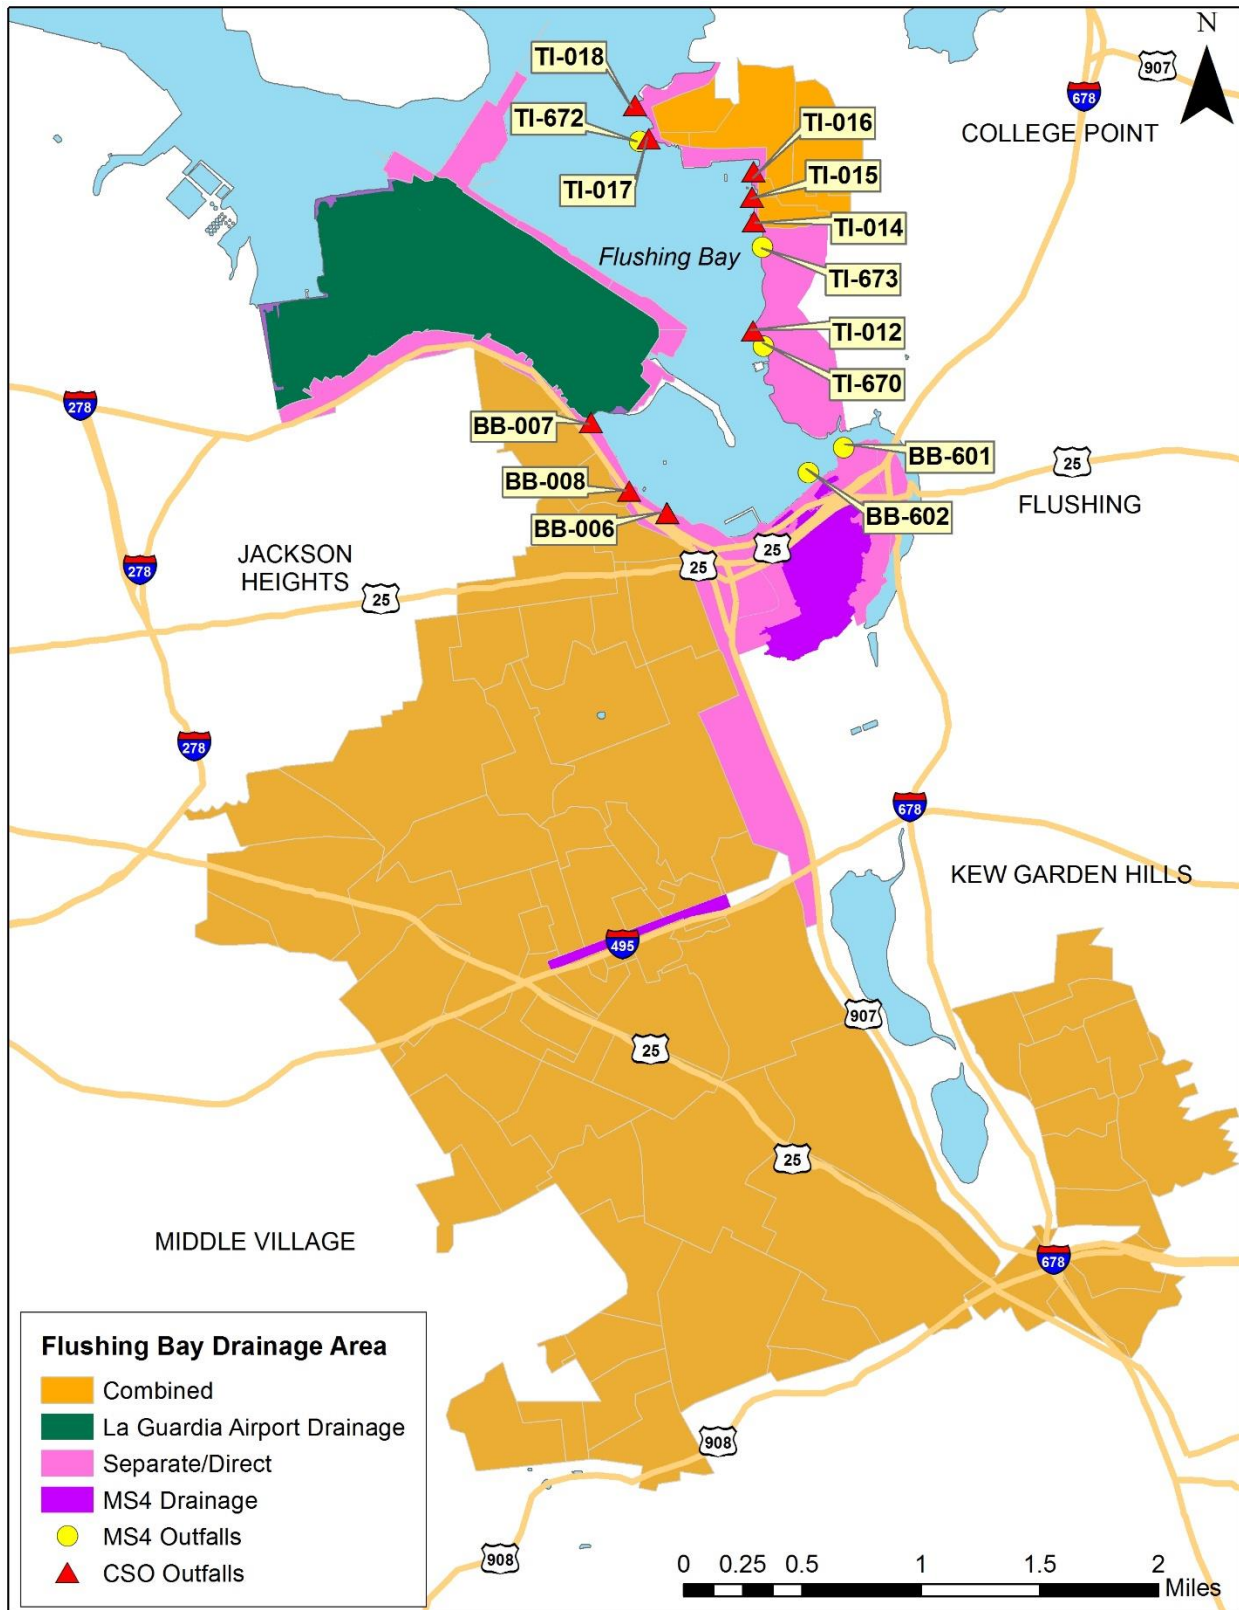 N
TI-018
907
678
TI-672
TI-016
COLLEGE POINT
TI-017
TI-015
TI-014
Flushing Bay
TI-673
TI-012
TI-670
278
BB-007
BB-601
25
BB-008
BB-602
FLUSHING
BB-006
JACKSON
HEIGHTS
25
25
278
25
278
678
KEW GARDEN HILLS
495
907
25
25
MIDDLE VILLAGE
678
Flushing Bay Drainage Area
Combined
La Guardia Airport Drainage
Separate/Direct
MS4 Drainage
MS4 Outfalls
CSO Outfalls
908
908
0 0.25 0.5 1 1.5 2
Miles